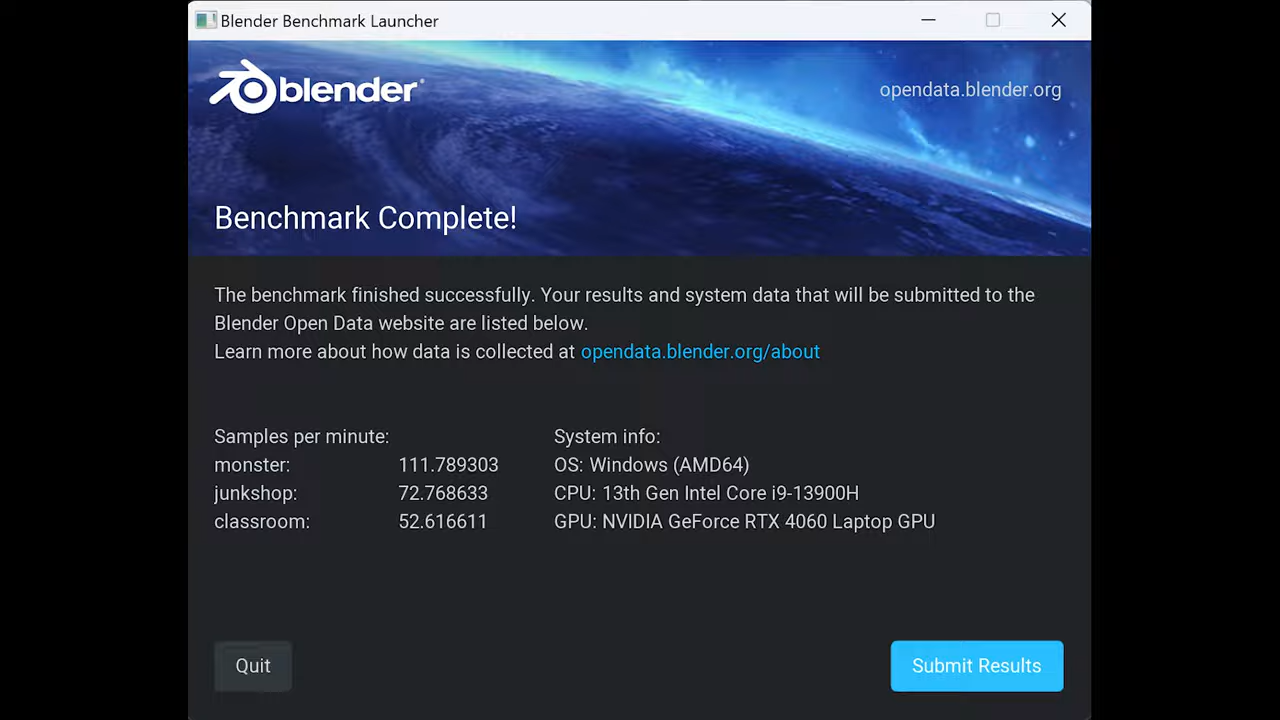 Blender Benchmark Launcher
blender
opendata.blender.org
Benchmark Complete!
The benchmark finished successfully. Your results and system data that will be submitted to the
Blender Open Data website are listed below.
Learn more about how data is collected at opendata.blender.org/about
Samples per minute:
monster: 111.789303
junkshop: 72.768633
classroom: 52.616611
System info:
OS: Windows (AMD64)
CPU: 13th Gen Intel Core i9-13900H
GPU: NVIDIA GeForce RTX 4060 Laptop GPU
Quit
Submit Results